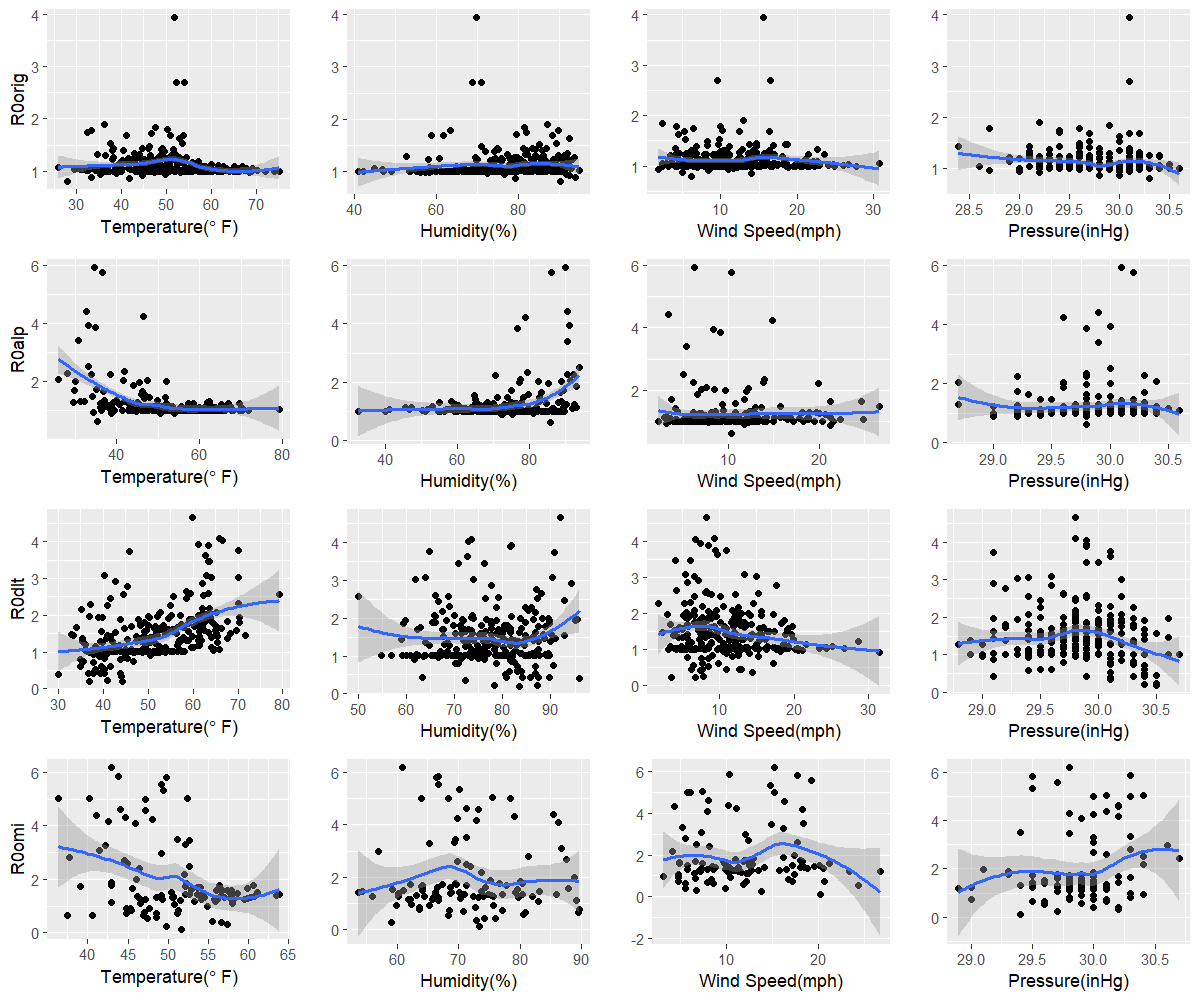 R0orig
4
3
2
1
30 40 50 60 70
Temperature(° F)
4
3
2
1
40 60 80
Humidity(%)
4
3
2
1
10 20 30
Wind Speed(mph)
4
3
2
1
28.5 29.0 29.5 30.0 30.5
Pressure(inHg)
R0alp
6
4
2
40 60 80
Temperature(° F)
6
4
2
0
40 60 80
Humidity(%)
6
4
2
10 20
Wind Speed(mph)
6
4
2
0
29.0 29.5 30.0 30.5
Pressure(inHg)
R0dlt
4
3
2
1
0
30 40 50 60 70 80
Temperature(° F)
4
3
2
1
0
50 60 70 80 90
Humidity(%)
4
3
2
1
0
10 20 30
Wind Speed(mph)
4
3
2
1
0
29.0 29.5 30.0 30.5
Pressure(inHg)
R0omi
6
4
2
0
40 45 50 55 60 65
Temperature(° F)
6
4
2
0
60 70 80 90
Humidity(%)
6
4
2
0
-2
10 20
Wind Speed(mph)
6
4
2
0
29.0 29.5 30.0 30.5
Pressure(inHg)